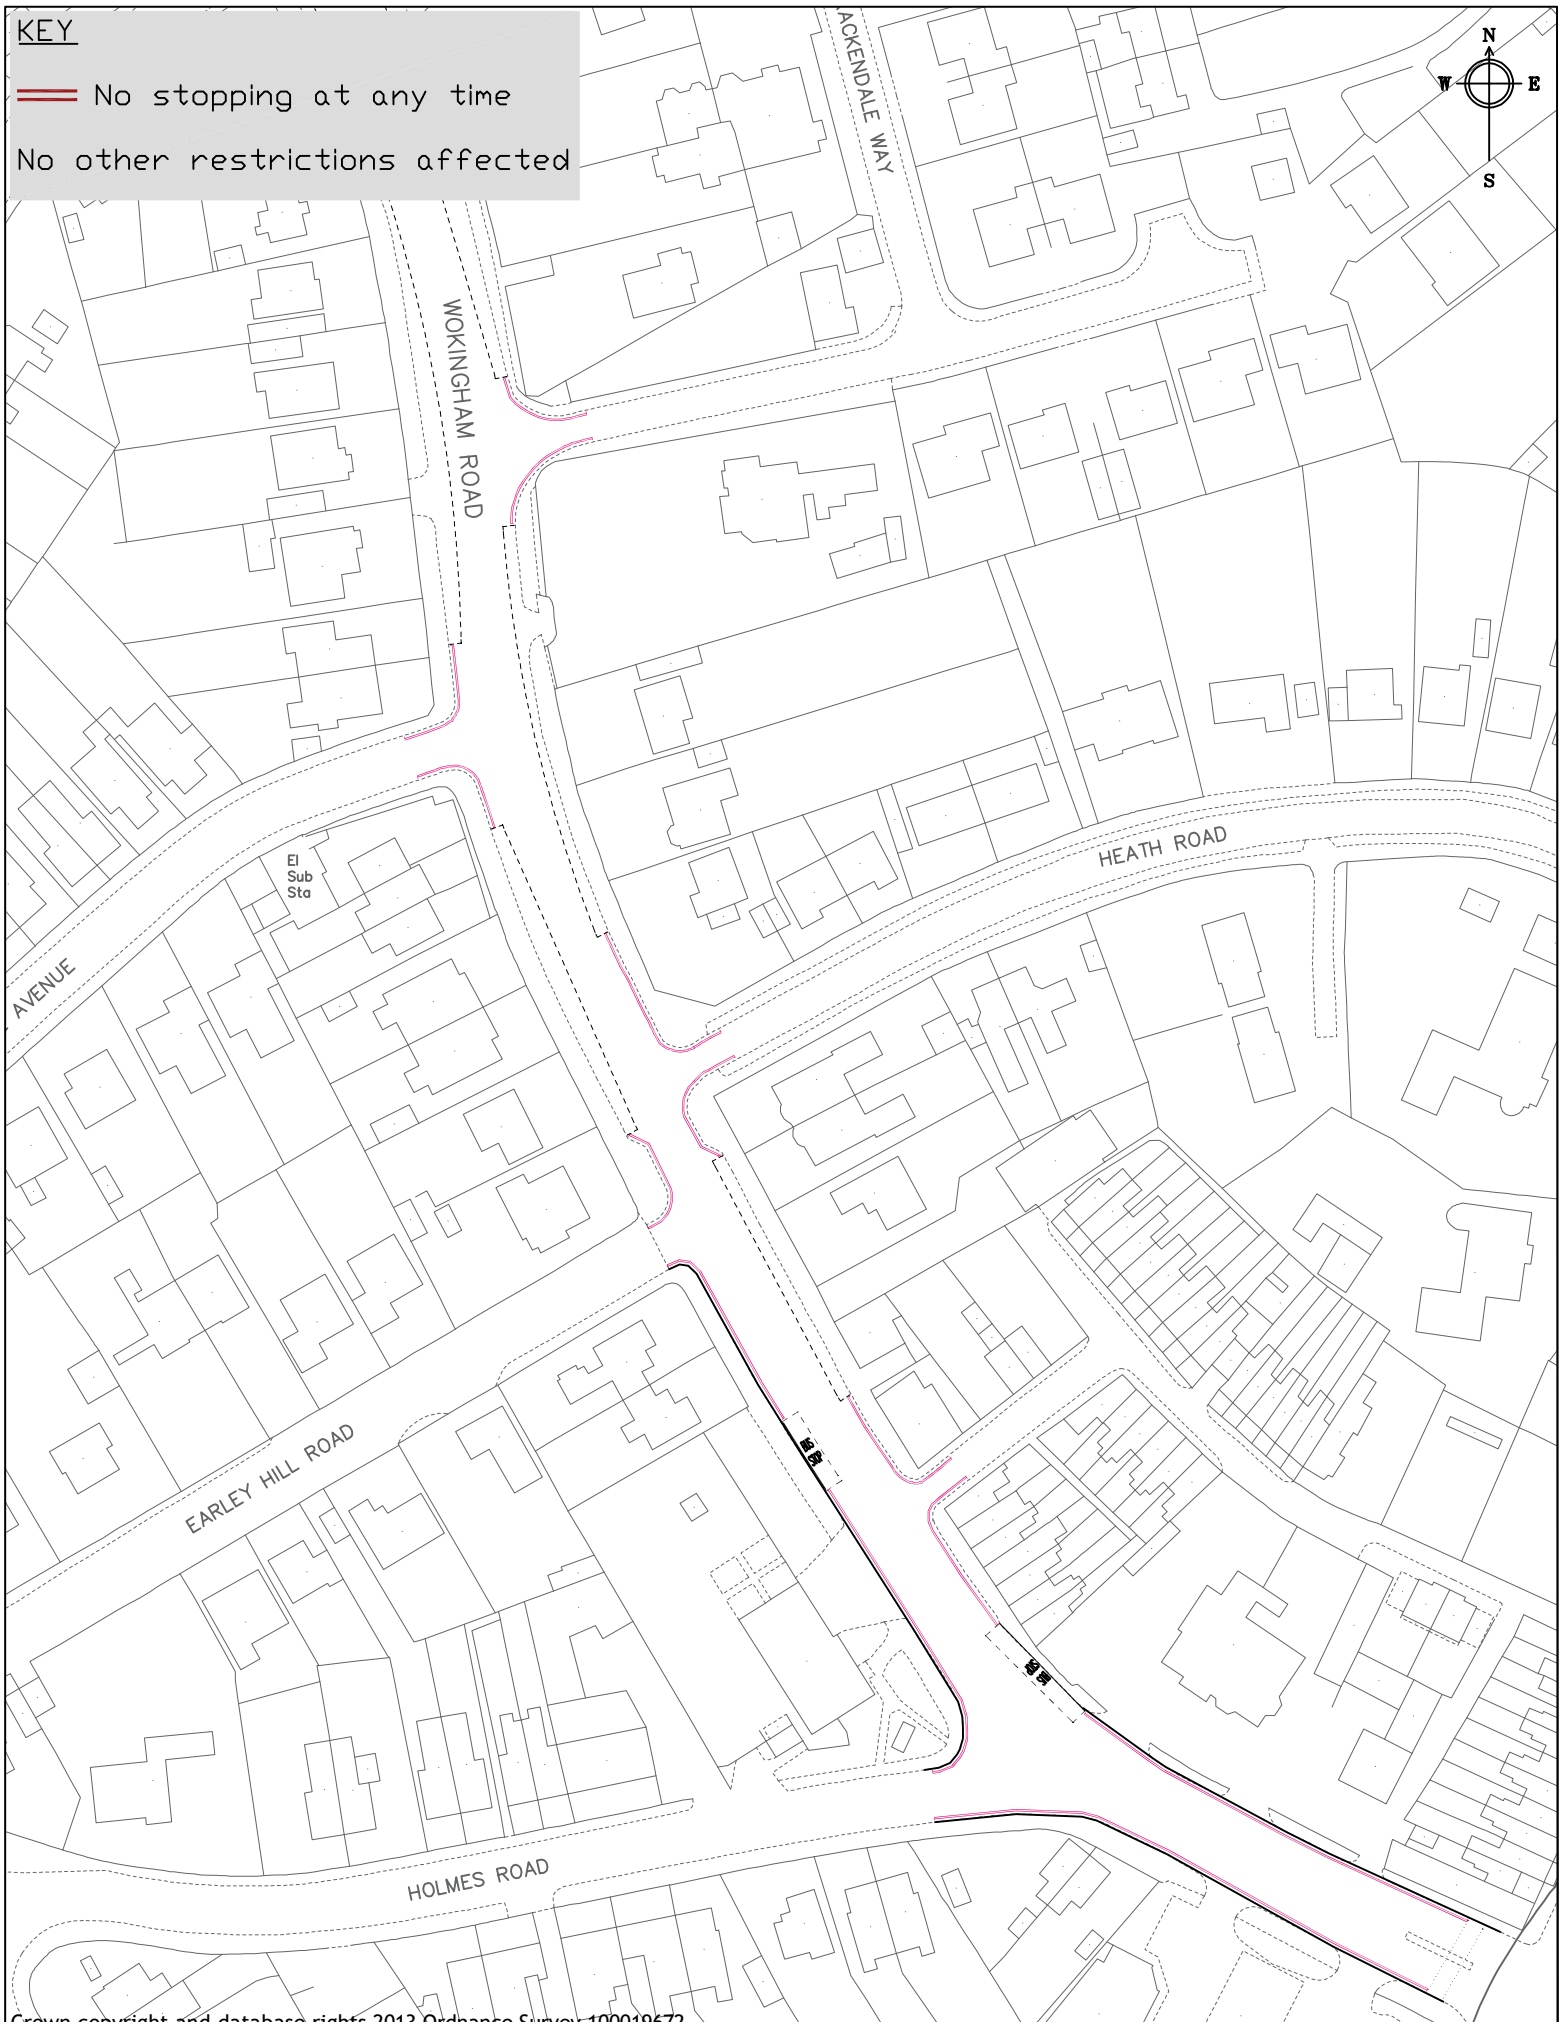 KEY
No stopping at any time
No other restrictions affected
N
W E
S
ACKENDALE WAY
WOKINGHAM ROAD
HEATH ROAD
El
Sub
Sta
AVENUE
EARLEY HILL ROAD
HOLMES ROAD
Crown copyright and database rights 2013 Ordnance Survey 100019672